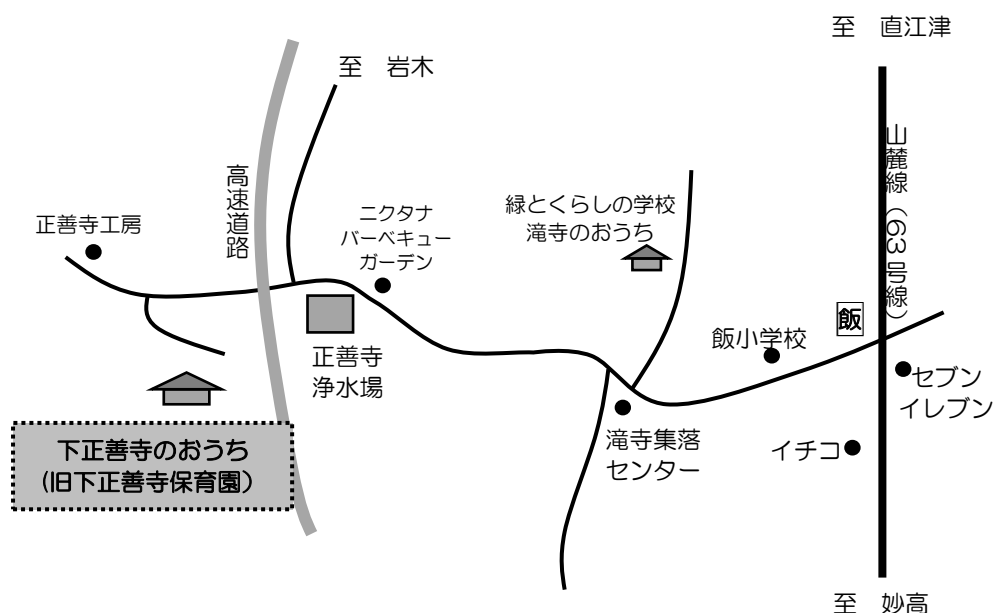 至　直江津
至　岩木
山麓線（63号線）
高速道路
正善寺工房
ニクタナ
バーベキュー
ガーデン
緑とくらしの学校
滝寺のおうち
飯
飯小学校
正善寺
浄水場
セブン
イレブン
下正善寺のおうち
（旧下正善寺保育園）
滝寺集落
センター
イチコ
至　妙高